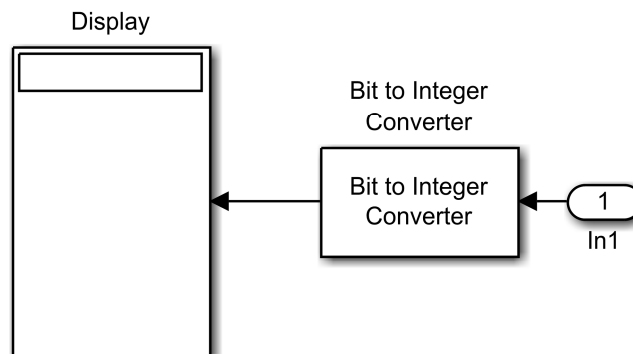 Display
Bit to Integer
Converter
Bit to Integer
Converter
1
In1